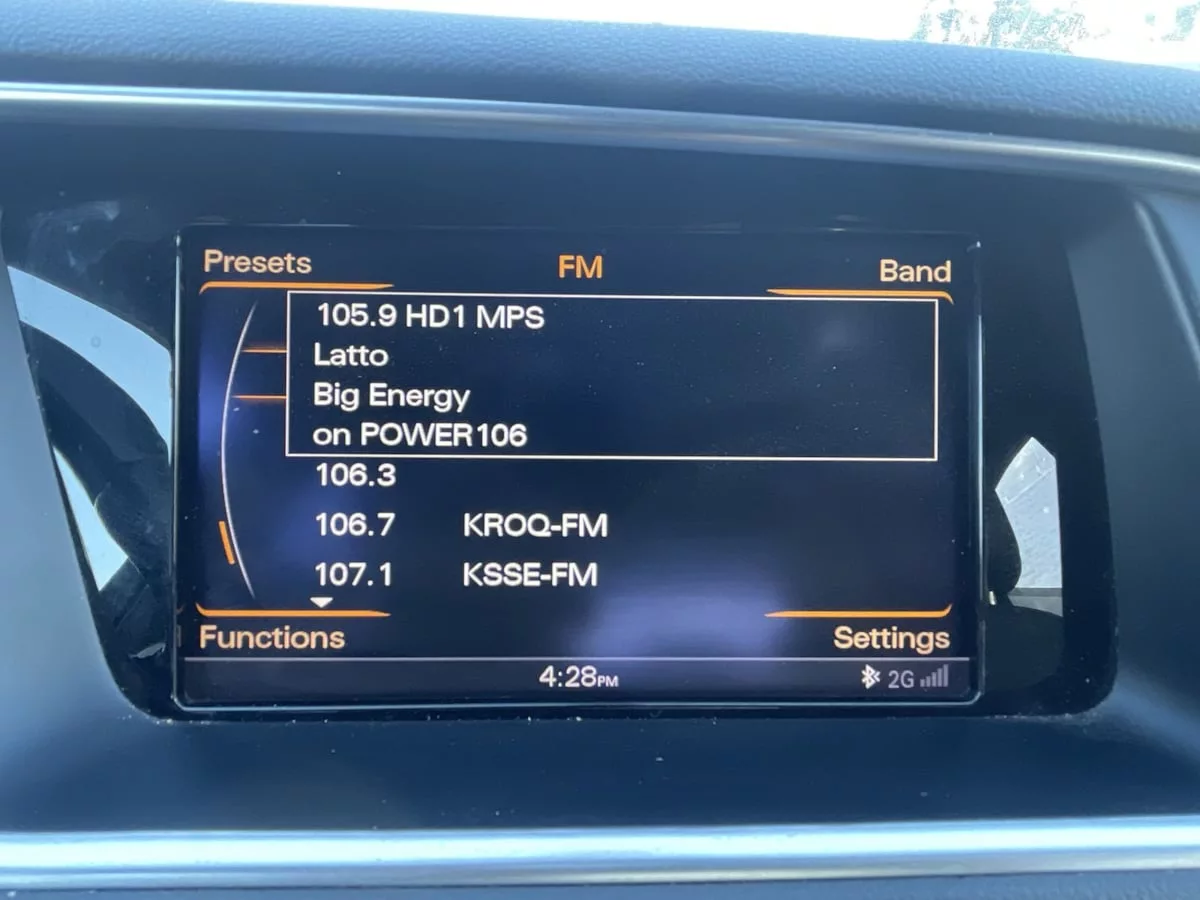 Presets FM Band
105.9 HD1 MPS
Latto
Big Energy
on POWER106
106.3
106.7 KROQ-FM
107.1 KSSE-FM
Functions Settings
4:28PM 2G